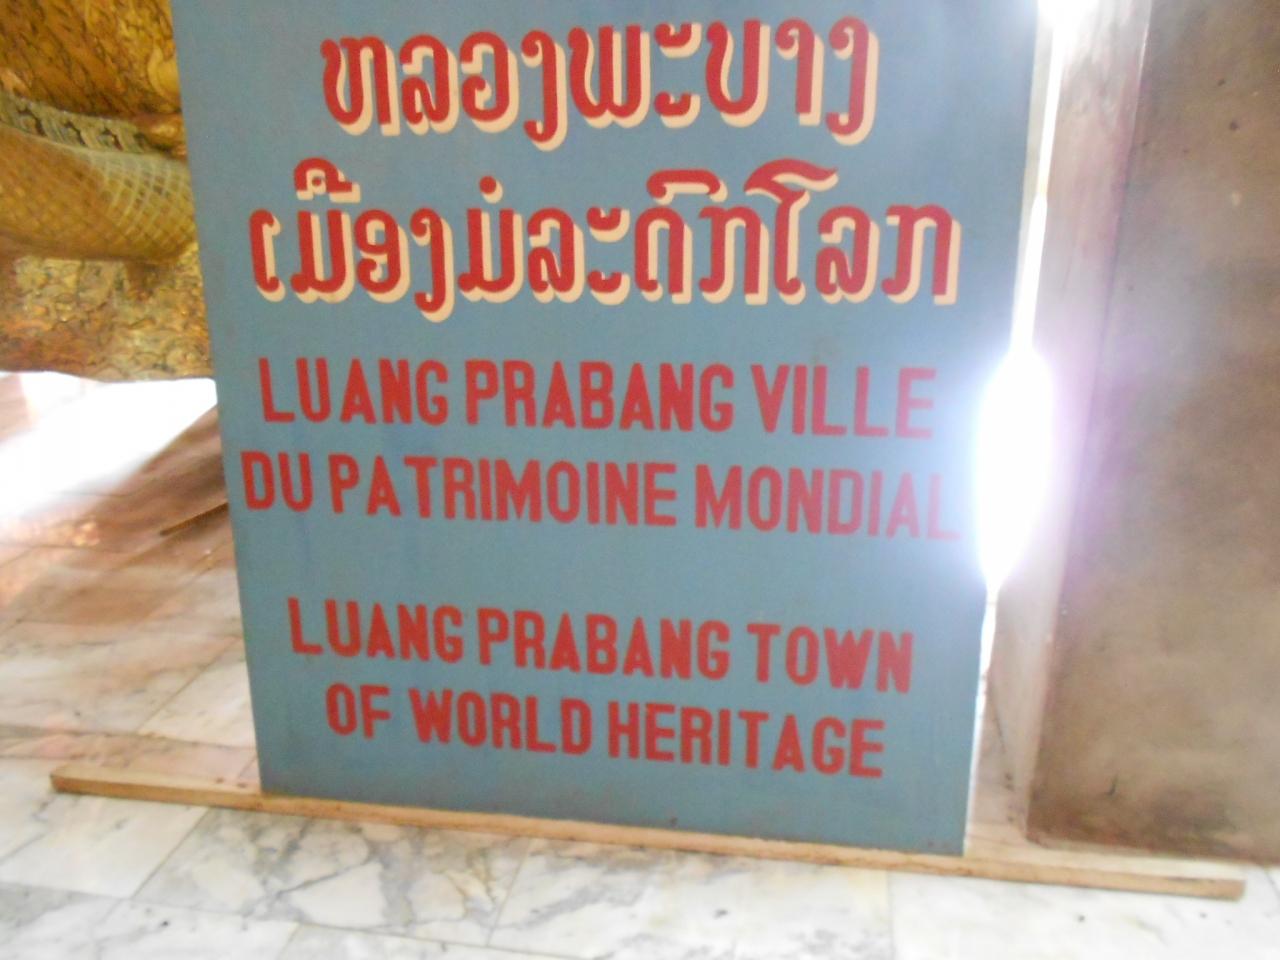 ຫລວງພະບາງ
ເມືອງມໍລະດົກໂລກ
LUANG PRABANG VILLE
DU PATRIMOINE MONDIAL
LUANG PRABANG TOWN
OF WORLD HERITAGE